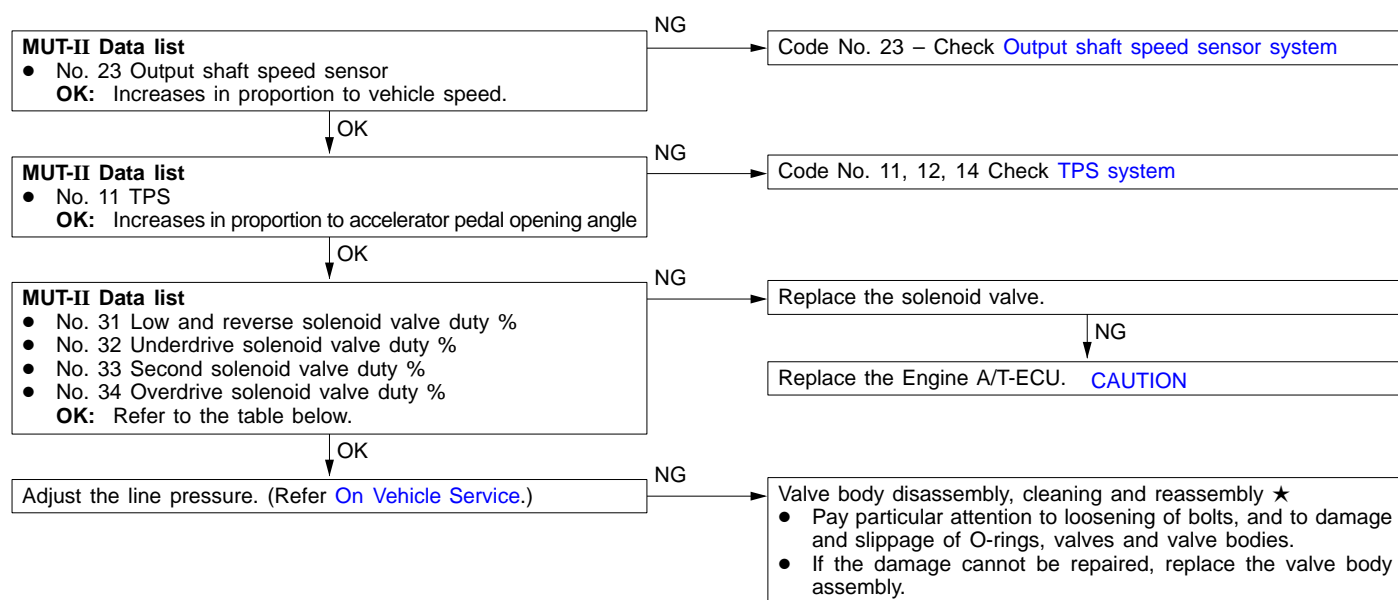 NG
MUT-II Data list
● No. 23 Output shaft speed sensor
OK: Increases in proportion to vehicle speed.
Code No. 23 – Check Output shaft speed sensor system
OK
NG
MUT-II Data list
● No. 11 TPS
OK: Increases in proportion to accelerator pedal opening angle
Code No. 11, 12, 14 Check TPS system
OK
NG
MUT-II Data list
● No. 31 Low and reverse solenoid valve duty %
● No. 32 Underdrive solenoid valve duty %
● No. 33 Second solenoid valve duty %
● No. 34 Overdrive solenoid valve duty %
OK: Refer to the table below.
Replace the solenoid valve.
NG
Replace the Engine A/T-ECU. CAUTION
OK
NG
Adjust the line pressure. (Refer On Vehicle Service.)
Valve body disassembly, cleaning and reassembly ★
● Pay particular attention to loosening of bolts, and to damage
and slippage of O-rings, valves and valve bodies.
● If the damage cannot be repaired, replace the valve body
assembly.